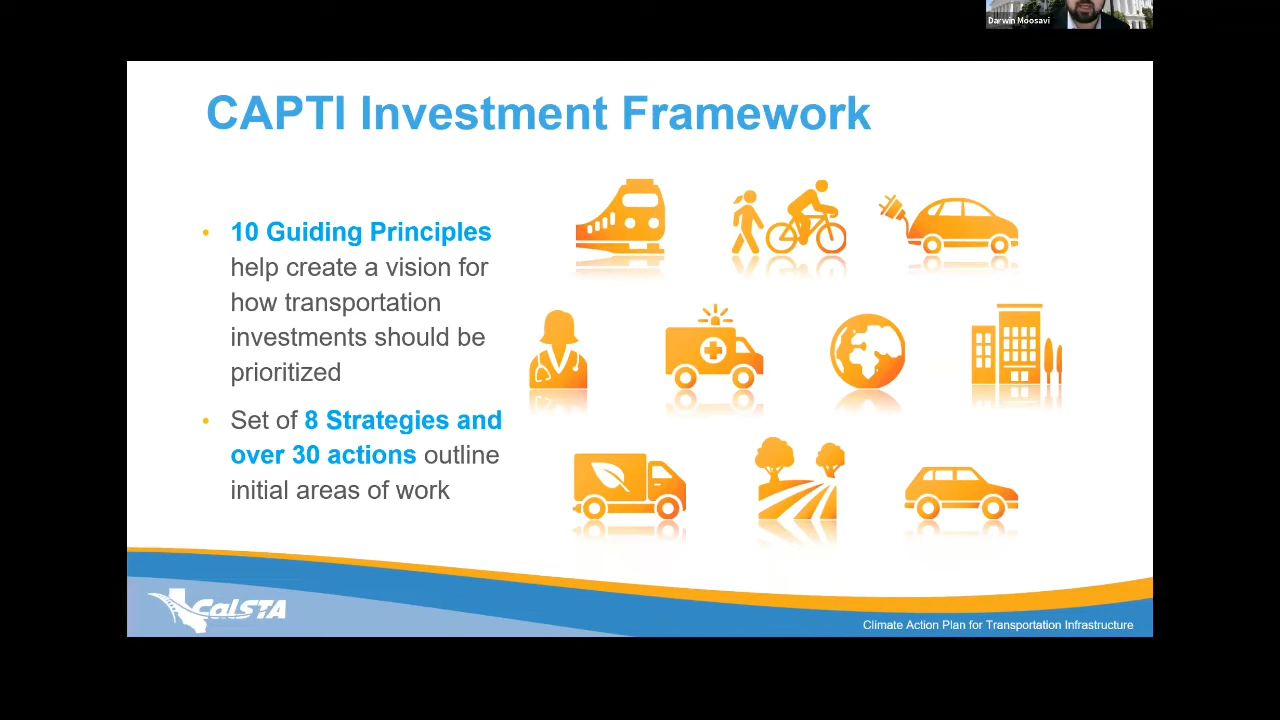 Darwin Moosavi
CAPTI Investment Framework
• 10 Guiding Principles
help create a vision for
how transportation
investments should be
prioritized
• Set of 8 Strategies and
over 30 actions outline
initial areas of work
CalSTA
Climate Action Plan for Transportation Infrastructure